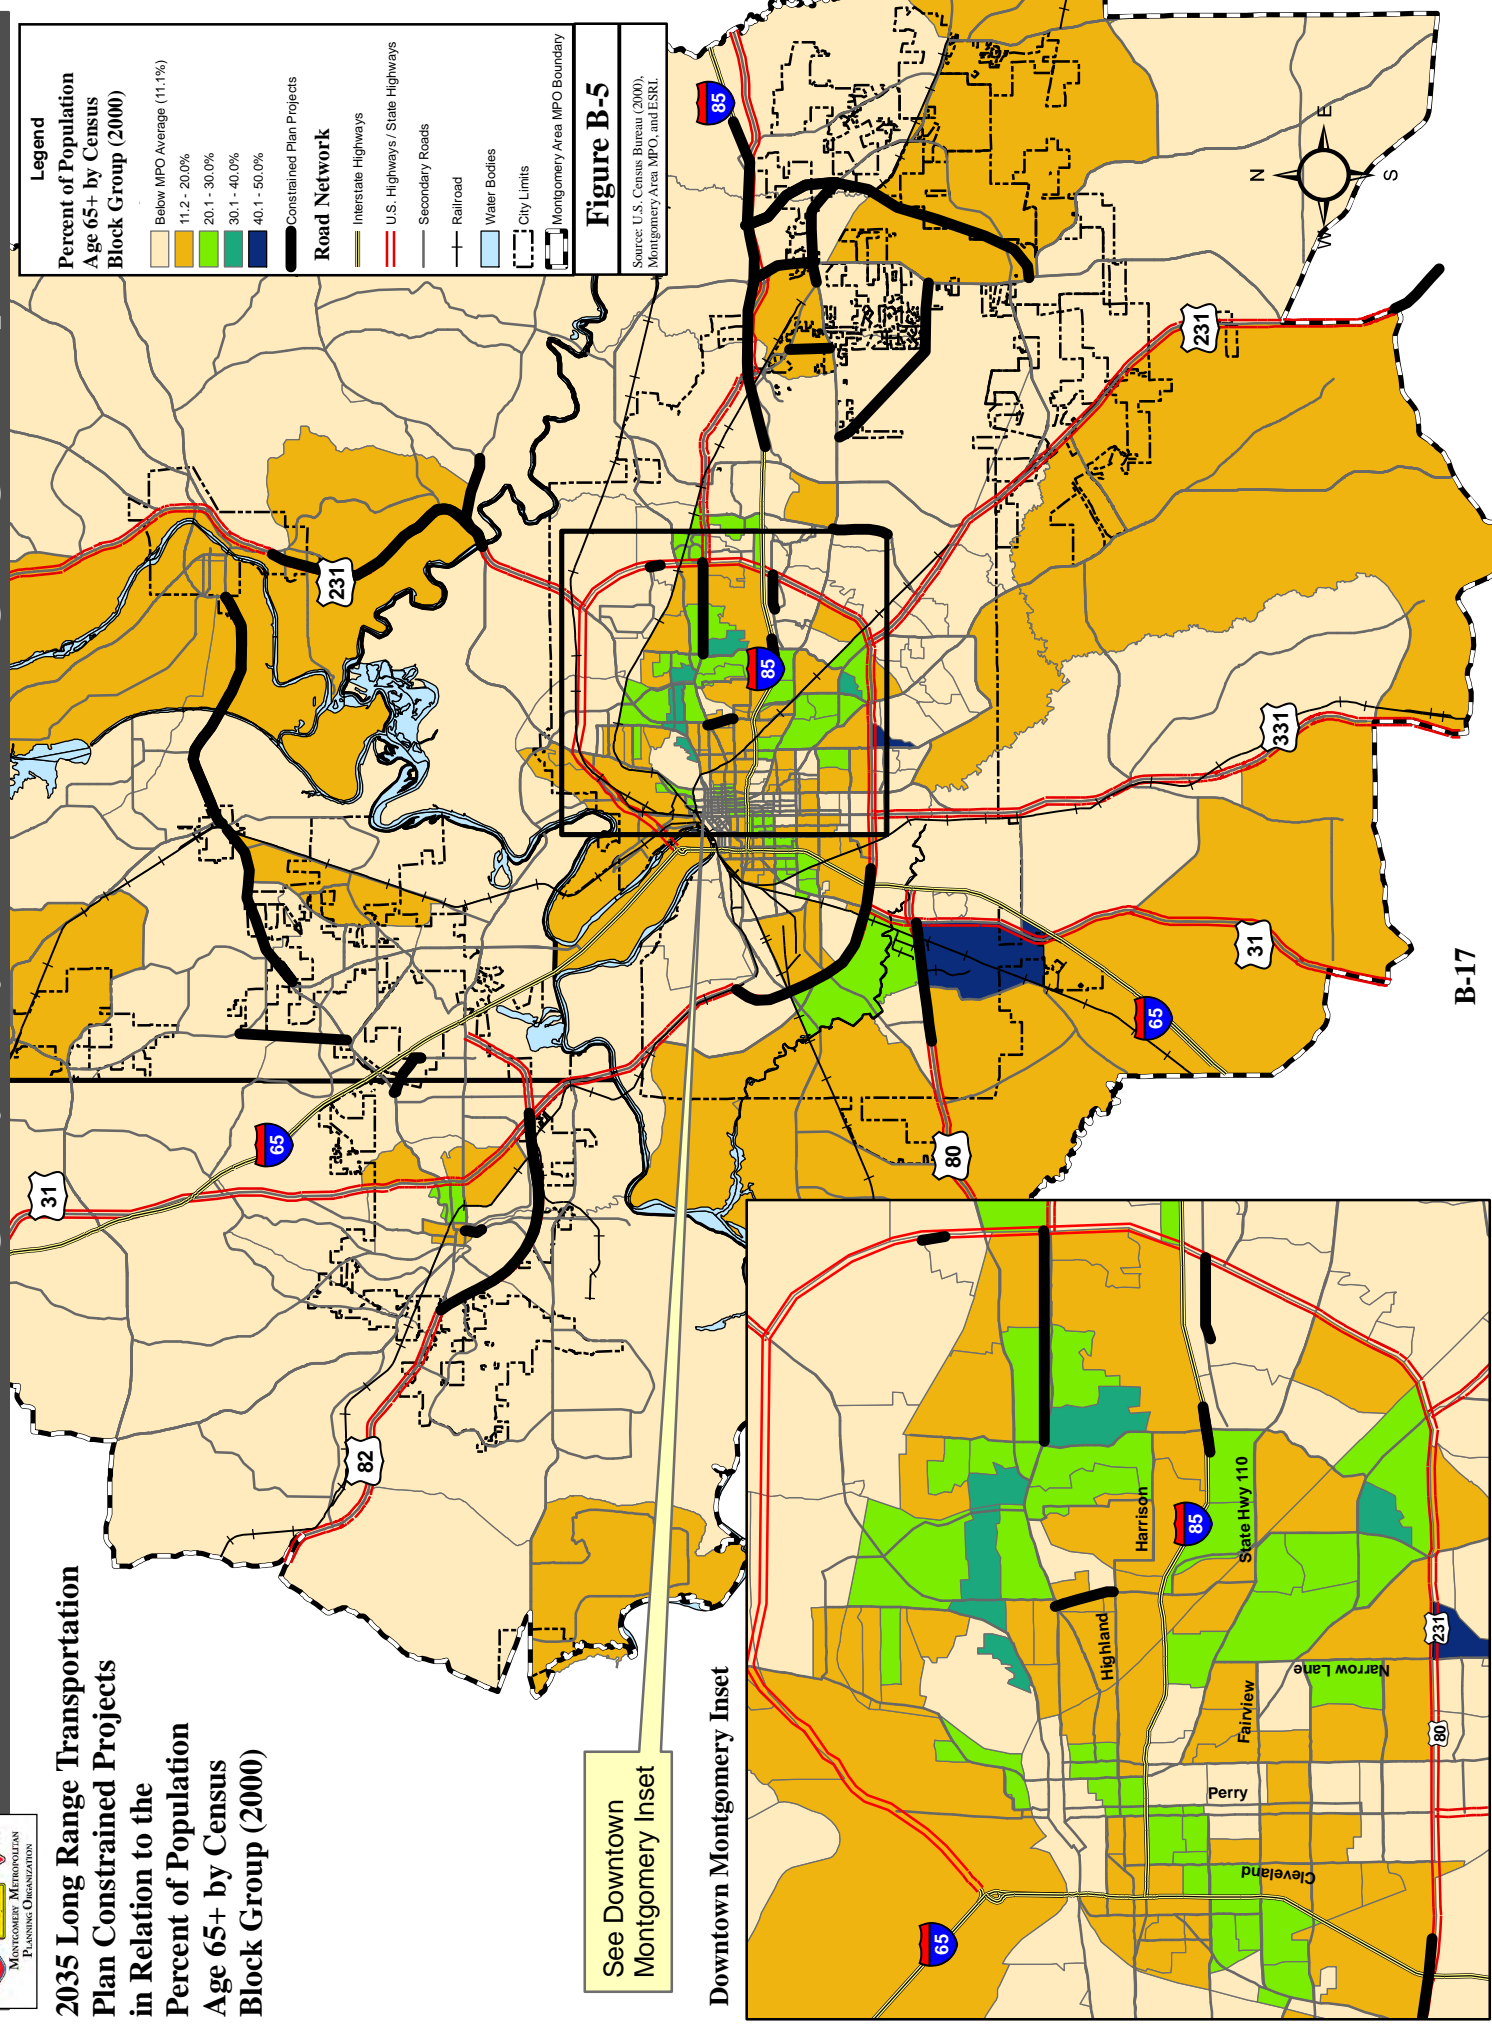 MONTGOMERY METROPOLITAN
PLANNING ORGANIZATION
2035 Long Range Transportation
Plan Constrained Projects
in Relation to the
Percent of Population
Age 65+ by Census
Block Group (2000)
Legend
Percent of Population
Age 65+ by Census
Block Group (2000)
Below MPO Average (11.1%)
11.2 - 20.0%
20.1 - 30.0%
30.1 - 40.0%
40.1 - 50.0%
Constrained Plan Projects
Road Network
Interstate Highways
U.S. Highways / State Highways
Secondary Roads
Railroad
Water Bodies
City Limits
Montgomery Area MPO Boundary
Figure B-5
Source: U.S. Census Bureau (2000),
Montgomery Area MPO, and ESRI.
31
65
82
231
85
85
231
331
31
65
80
N
E
S
W
See Downtown
Montgomery Inset
Downtown Montgomery Inset
65
85
Harrison
Highland
State Hwy 110
Fairview
Narrow Lane
Perry
Cleveland
231
80
B-17